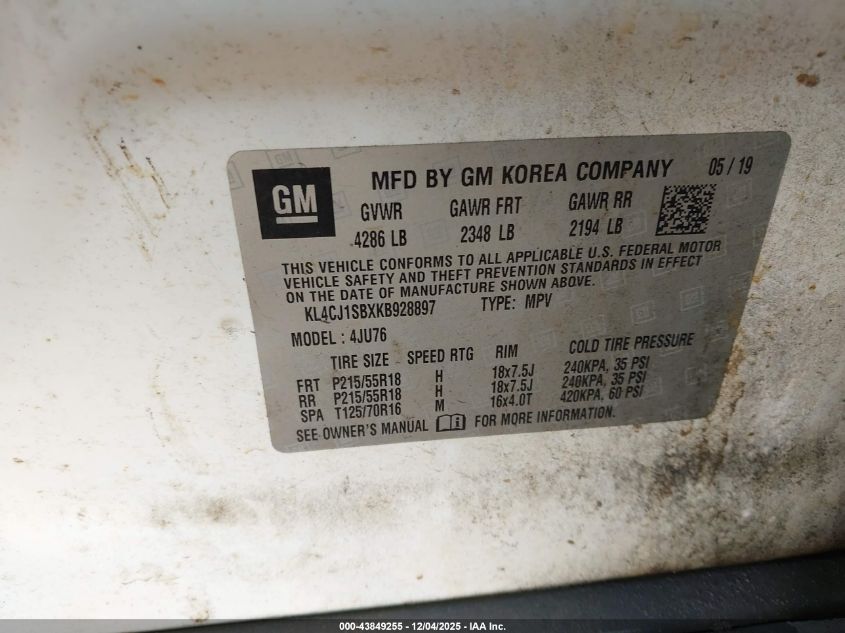 GM
MFD BY GM KOREA COMPANY 05 / 19
GVWR GAWR FRT GAWR RR
4286 LB 2348 LB 2194 LB
THIS VEHICLE CONFORMS TO ALL APPLICABLE U.S. FEDERAL MOTOR
VEHICLE SAFETY AND THEFT PREVENTION STANDARDS IN EFFECT
ON THE DATE OF MANUFACTURE SHOWN ABOVE.
KL4CJ1SBXKB928897 TYPE: MPV
MODEL : 4JU76
TIRE SIZE SPEED RTG RIM COLD TIRE PRESSURE
FRT P215/55R18 H 18x7.5J 240KPA, 35 PSI
RR P215/55R18 H 18x7.5J 240KPA, 35 PSI
SPA T125/70R16 M 16x4.0T 420KPA, 60 PSI
SEE OWNER'S MANUAL FOR MORE INFORMATION.
000-43849255 - 12/04/2025 - IAA Inc.